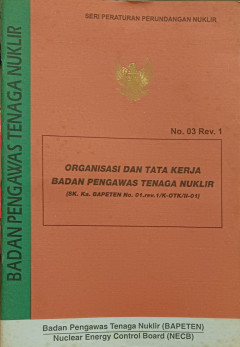 SERI PERATURAN PERUNDANGAN NUKLIR
No. 03 Rev. 1
ORGANISASI DAN TATA KERJA
BADAN PENGAWAS TENAGA NUKLIR
(SK. Ka. BAPETEN No. 01.rev.1/K-OTK/II-01)
BADAN PENGAWAS TENAGA NUKLIR
Badan Pengawas Tenaga Nuklir (BAPETEN)
Nuclear Energy Control Board (NECB)